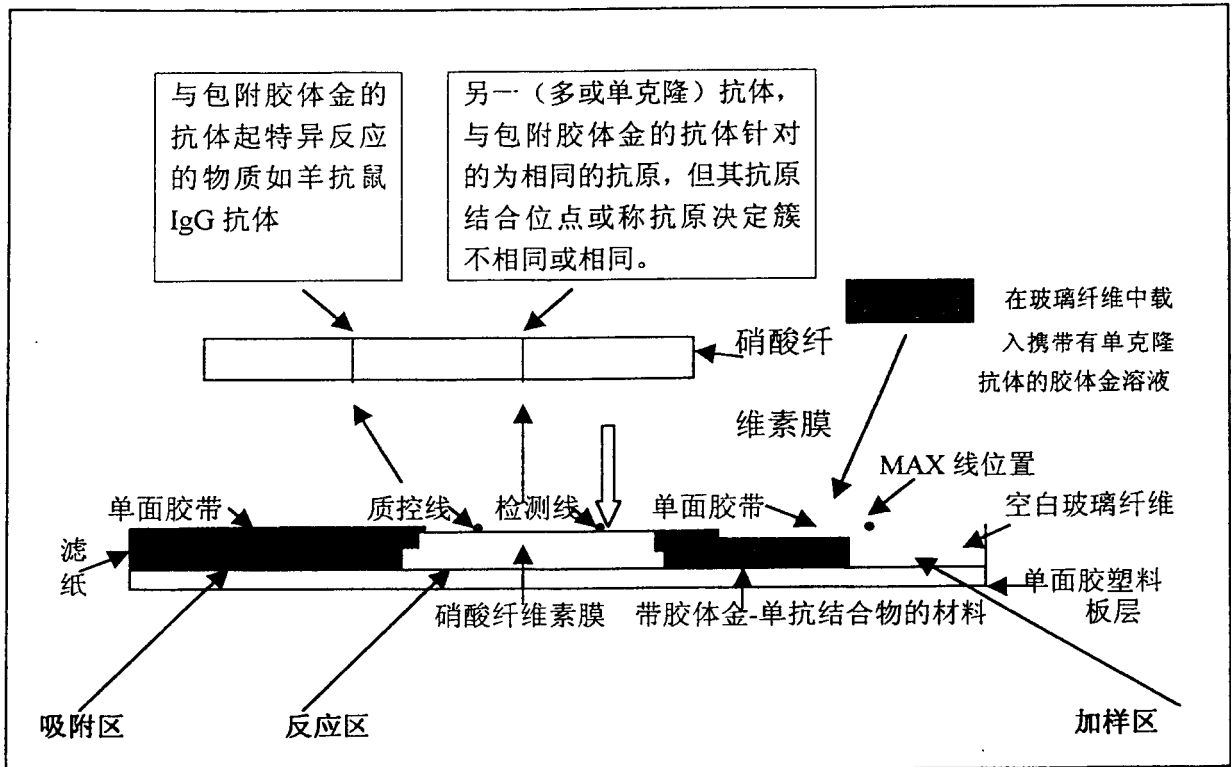 与包附胶体金的
抗体起特异反应
的物质如羊抗鼠
IgG 抗体
另一（多或单克隆）抗体，
与包附胶体金的抗体针对
的为相同的抗原，但其抗原
结合位点或称抗原决定簇
不相同或相同。
在玻璃纤维中载
入携带有单克隆
抗体的胶体金溶液
硝酸纤
维素膜
MAX 线位置
单面胶带
质控线
检测线
单面胶带
空白玻璃纤维
滤
纸
单面胶塑料
板层
硝酸纤维素膜
带胶体金-单抗结合物的材料
吸附区
反应区
加样区